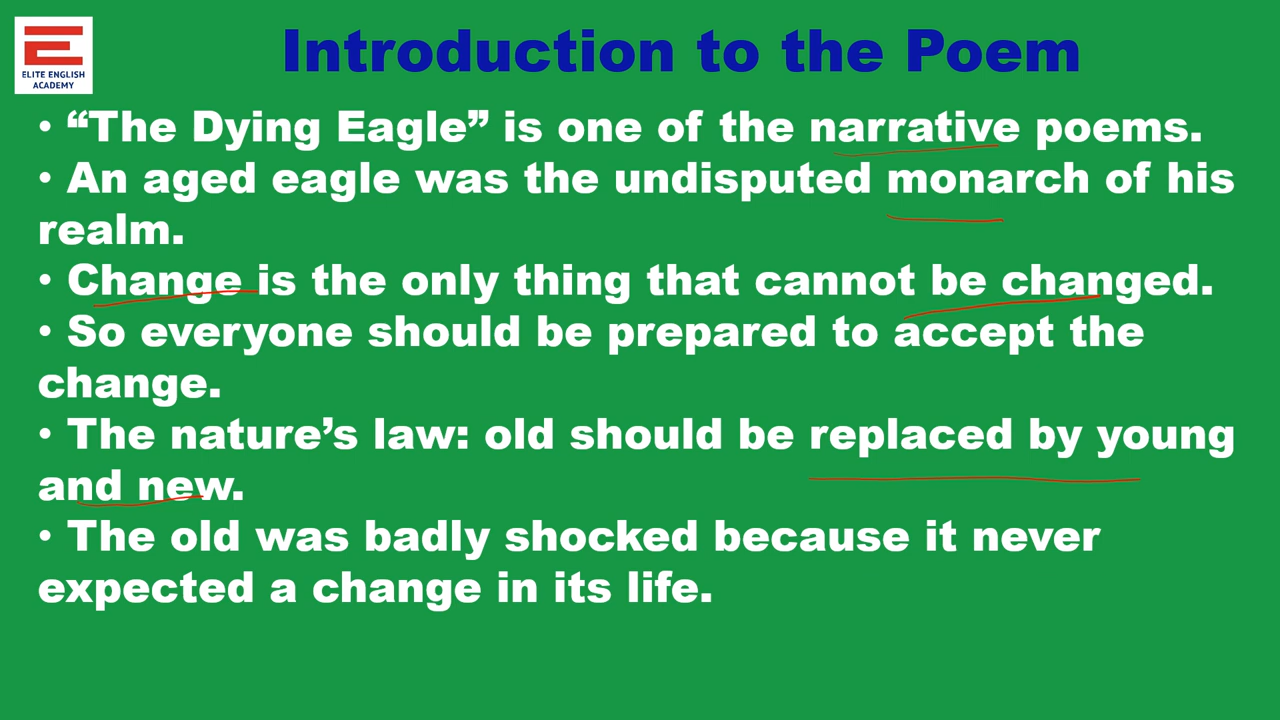 ELITE ENGLISH
ACADEMY
Introduction to the Poem
• “The Dying Eagle” is one of the narrative poems.
• An aged eagle was the undisputed monarch of his
realm.
• Change is the only thing that cannot be changed.
• So everyone should be prepared to accept the
change.
• The nature’s law: old should be replaced by young
and new.
• The old was badly shocked because it never
expected a change in its life.